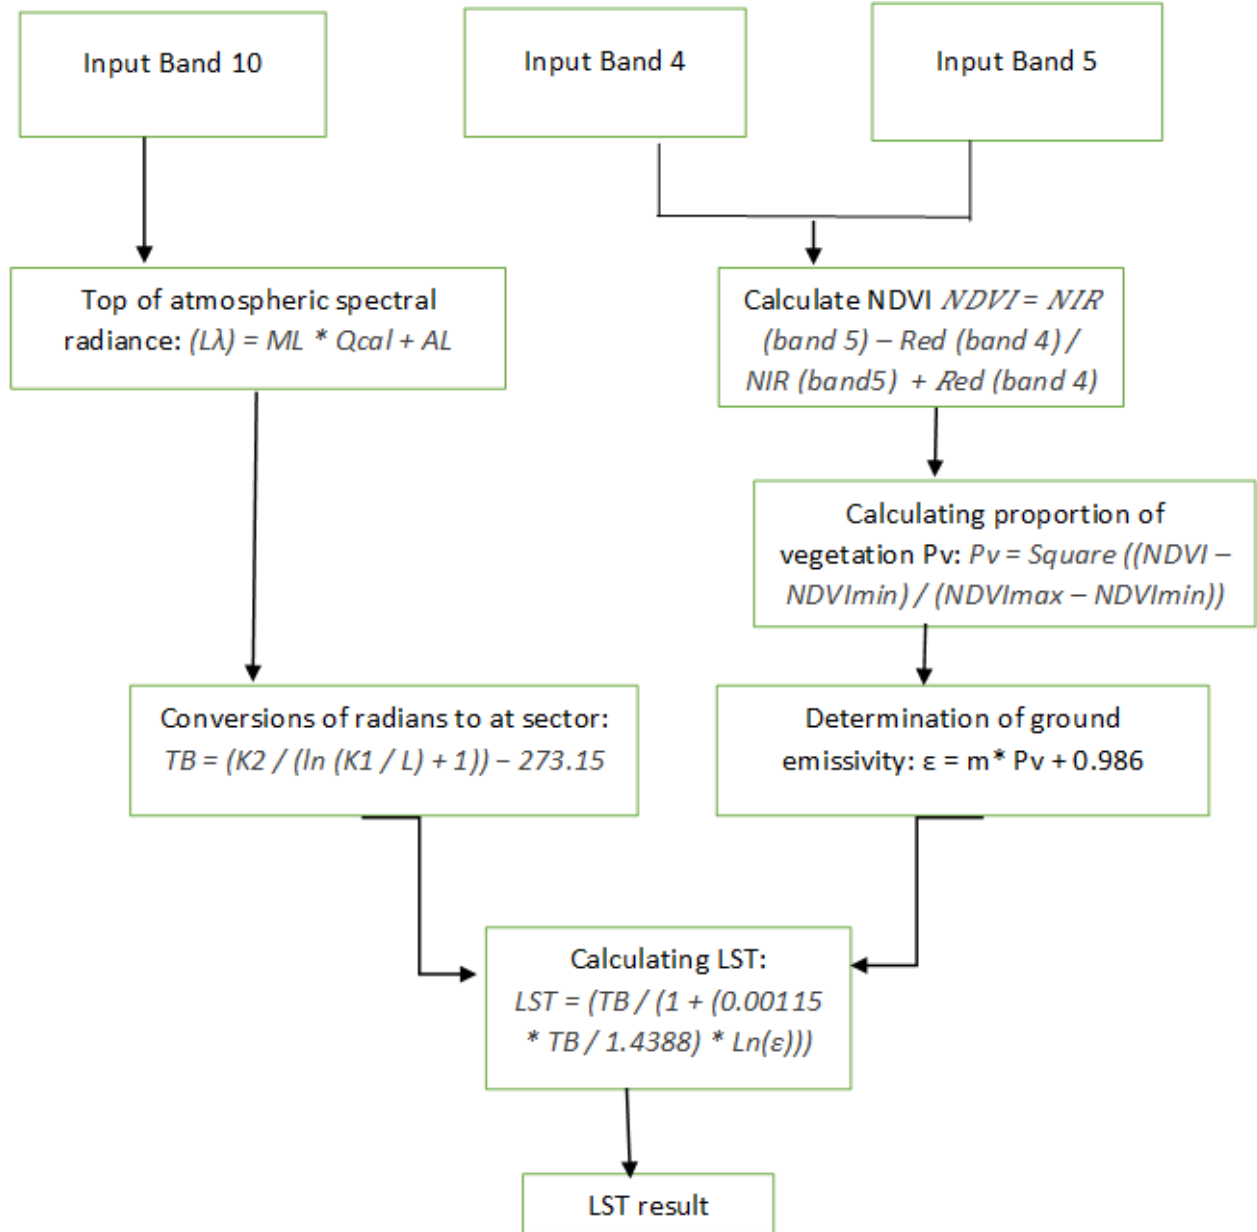 Input Band 10
Input Band 4
Input Band 5
Top of atmospheric spectral
radiance: (Lλ) = ML * Qcal + AL
Calculate NDVI NDVI = NIR
(band 5) – Red (band 4) /
NIR (band5) + Red (band 4)
Calculating proportion of
vegetation Pv: Pv = Square ((NDVI –
NDVImin) / (NDVImax – NDVImin))
Conversions of radians to at sector:
TB = (K2 / (ln (K1 / L) + 1)) – 273.15
Determination of ground
emissivity: ε = m* Pv + 0.986
Calculating LST:
LST = (TB / (1 + (0.00115
* TB / 1.4388) * Ln(ε)))
LST result